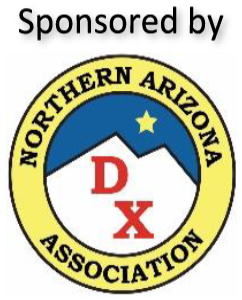 Sponsored by
NORTHERN ARIZONA
DX
ASSOCIATION